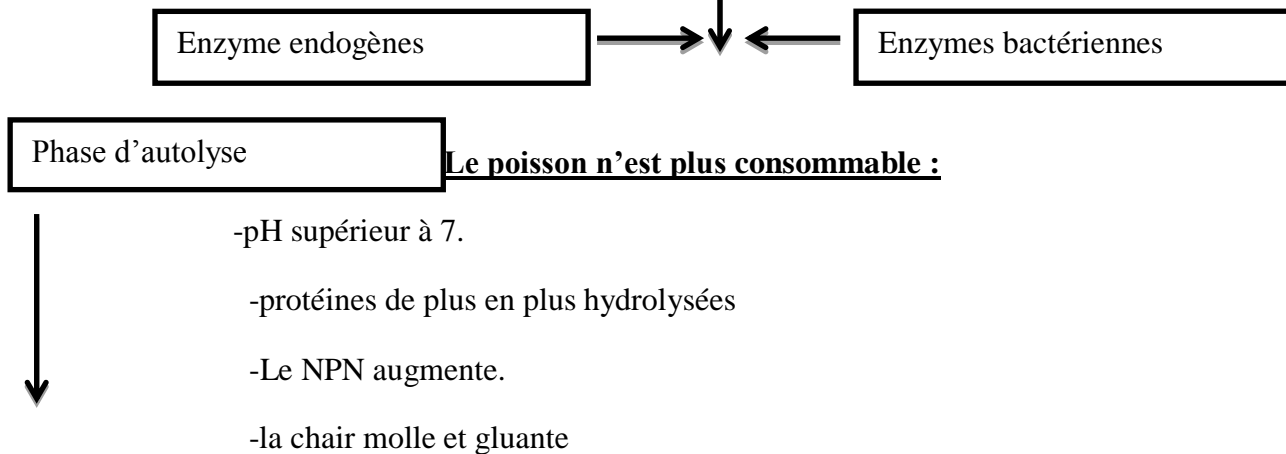 Enzyme endogènes
Enzymes bactériennes
Phase d’autolyse
Le poisson n’est plus consommable :
-pH supérieur à 7.
-protéines de plus en plus hydrolysées
-Le NPN augmente.
-la chair molle et gluante